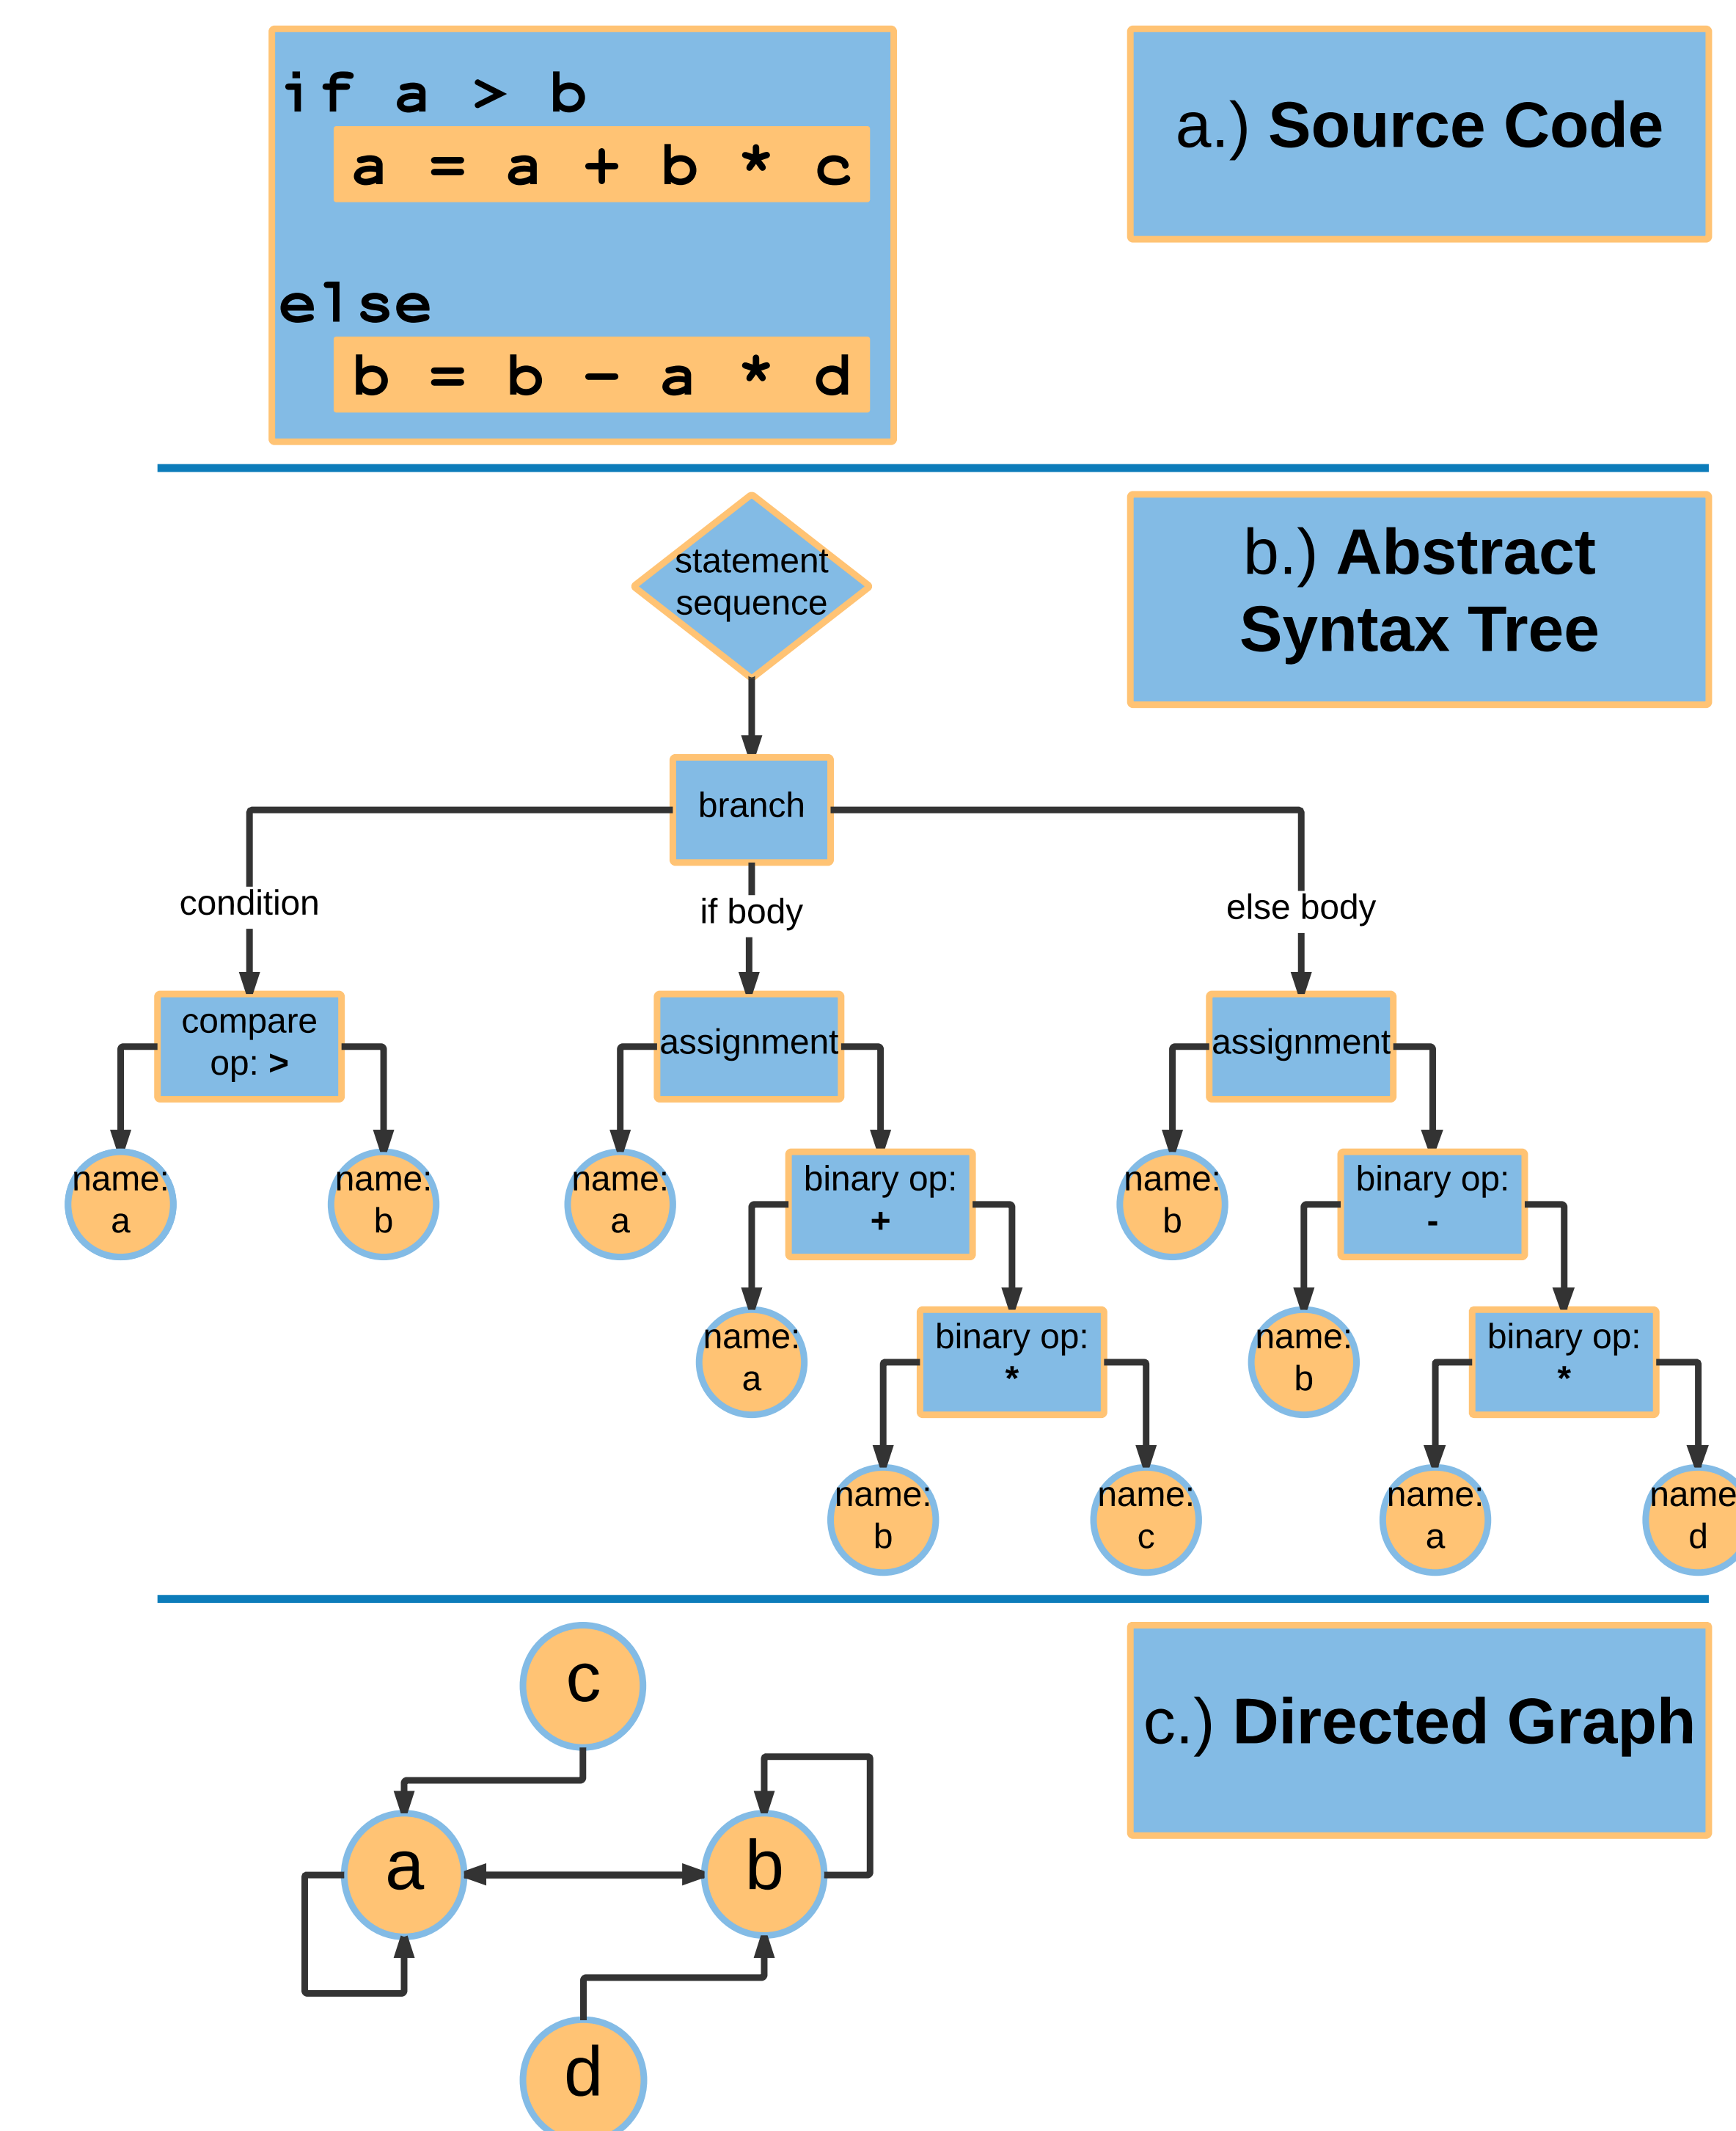 if a > b
a = a + b * c
else
b = b - a * d
a.) Source Code
b.) Abstract
Syntax Tree
statement
sequence
branch
condition
if body
else body
compare
op: >
assignment
assignment
name:
a
name:
b
name:
a
binary op:
+
name:
b
binary op:
-
name:
a
binary op:
*
name:
b
binary op:
*
name:
b
name:
c
name:
a
name
d
c.) Directed Graph
c
a
b
d